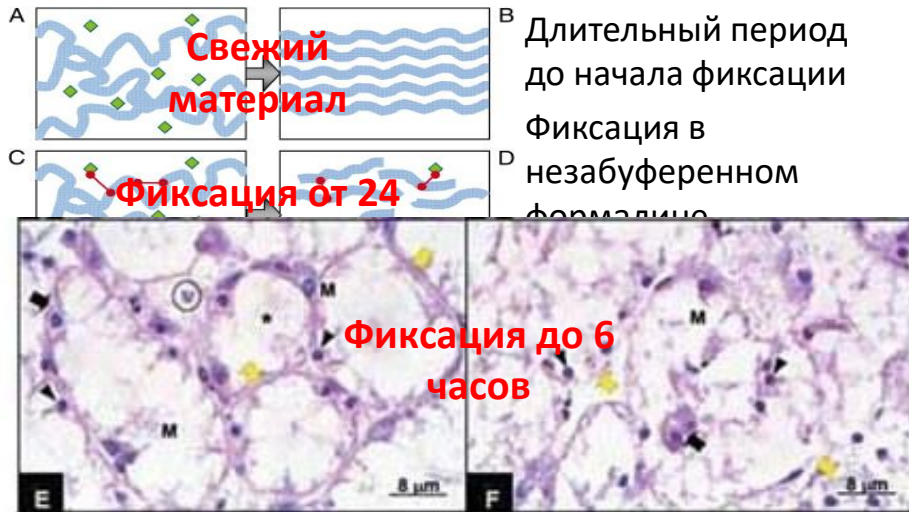 A
B
Свежий
материал
Длительный период
до начала фиксации
Фиксация в
незабуференном
формалине
C
D
Фиксация от 24
M
M
Фиксация до 6
часов
M
E
8 µm
F
8 µm